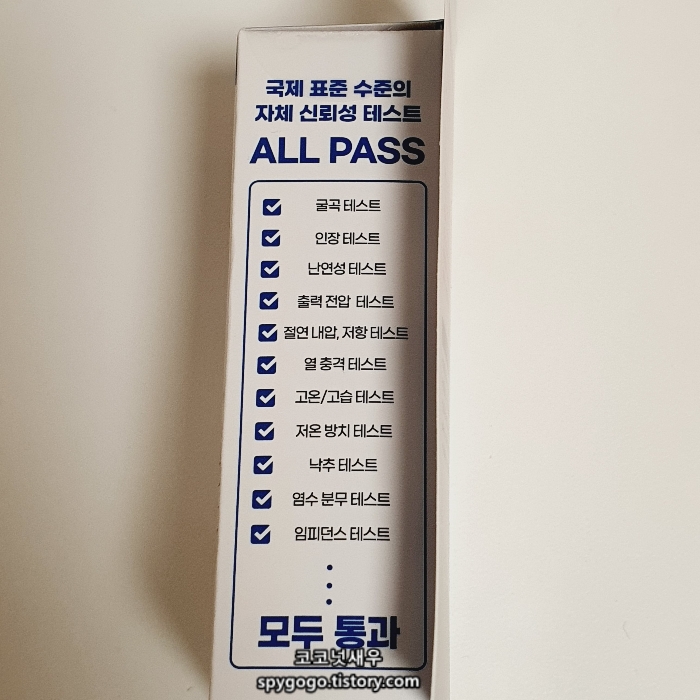 국제 표준 수준의
자체 신뢰성 테스트
ALL PASS
굴곡 테스트
인장 테스트
난연성 테스트
출력 전압 테스트
절연 내압, 저항 테스트
열 충격 테스트
고온/고습 테스트
저온 방치 테스트
낙추 테스트
염수 분무 테스트
임피던스 테스트
모두 통과
코코넛새우
spygogo.tistory.com